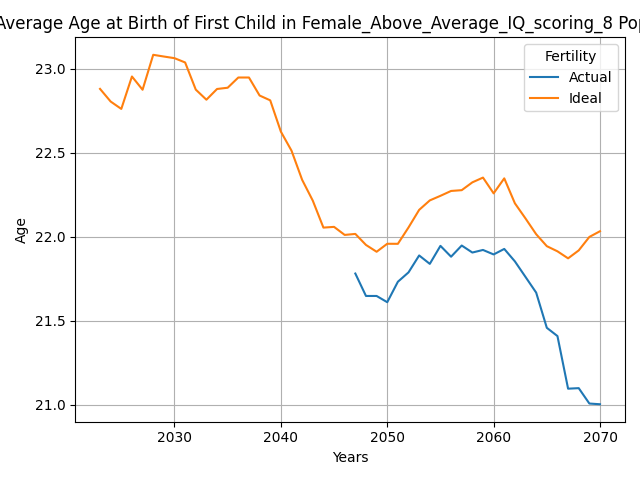 Average Age at Birth of First Child in Female_Above_Average_IQ_scoring_8
Fertility
Actual
Ideal
23.0
22.5
22.0
21.5
21.0
Age
2030 2040 2050 2060 2070
Years